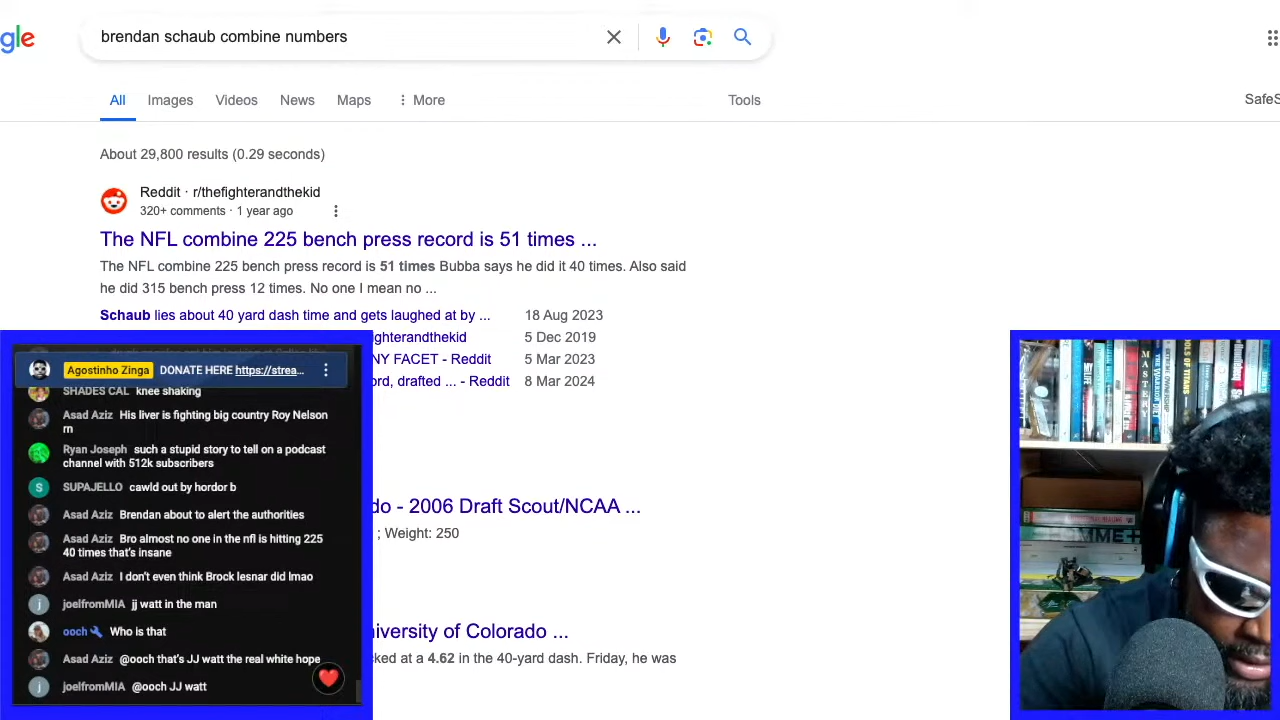 gle
brendan schaub combine numbers
All Images Videos News Maps More Tools SafeS
About 29,800 results (0.29 seconds)
Reddit · r/thefighterandthekid
320+ comments · 1 year ago
The NFL combine 225 bench press record is 51 times ...
The NFL combine 225 bench press record is 51 times Bubba says he did it 40 times. Also said
he did 315 bench press 12 times. No one I mean no ...
Schaub lies about 40 yard dash time and gets laughed at by ... 18 Aug 2023
ghterandthekid 5 Dec 2019
NY FACET - Reddit 5 Mar 2023
ord, drafted ... - Reddit 8 Mar 2024
do - 2006 Draft Scout/NCAA ...
; Weight: 250
iversity of Colorado ...
ked at a 4.62 in the 40-yard dash. Friday, he was
Agostinho Zinga DONATE HERE https://strea...
SHADES CAL knee shaking
Asad Aziz His liver is fighting big country Roy Nelson
rn
Ryan Joseph such a stupid story to tell on a podcast
channel with 512k subscribers
S SUPAJELLO cawld out by hordor b
Asad Aziz Brendan about to alert the authorities
Asad Aziz Bro almost no one in the nfl is hitting 225
40 times that's insane
Asad Aziz I don't even think Brock lesnar did lmao
j joelfromMIA jj watt in the man
ooch Who is that
Asad Aziz @ooch that's JJ watt the real white hope
j joelfromMIA @ooch JJ watt
MASTERY
THE WARRIOR DIET
OLS OF TITANS